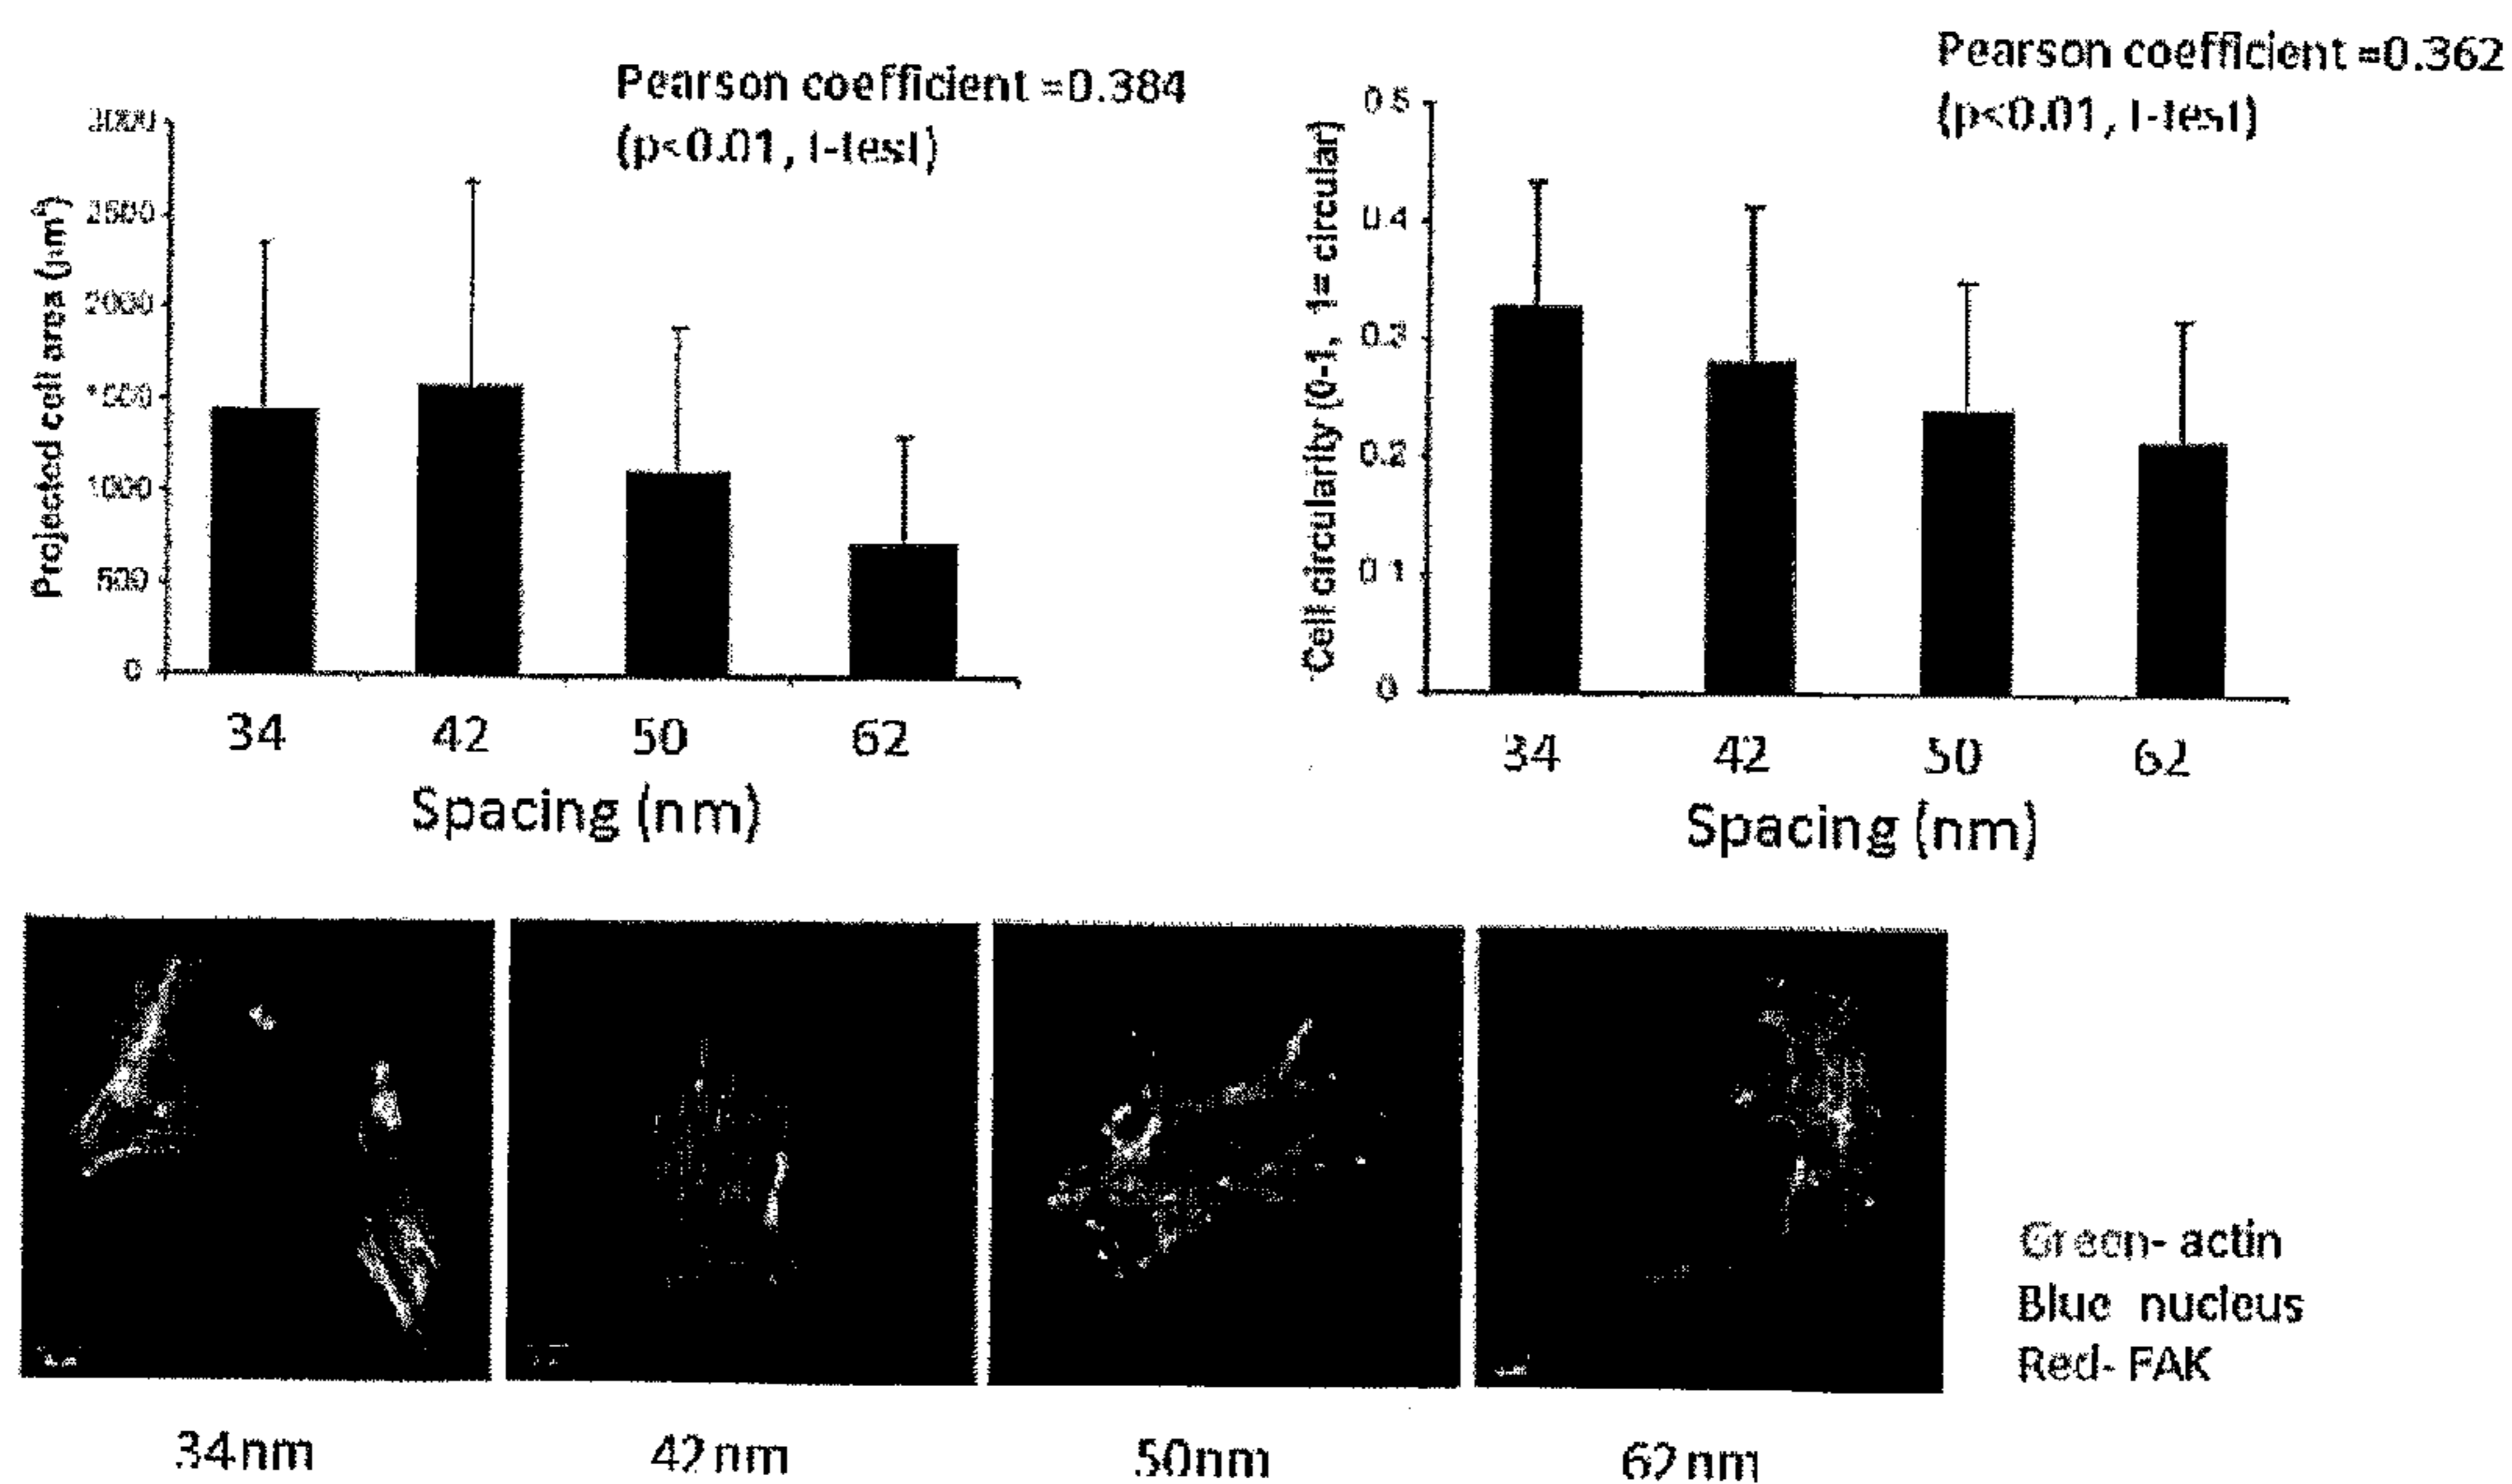 Pearson coefficient =0.384
(p<0.01, t-test)
Projected cell area (µm²)
3000
2500
2000
1500
1000
500
0
34 42 50 62
Spacing (nm)
Pearson coefficient =0.362
(p<0.01, t-test)
Cell circularity (0-1, 1= circular)
0.5
0.4
0.3
0.2
0.1
0
34 42 50 62
Spacing (nm)
Green- actin
Blue nucleus
Red- FAK
34nm 42nm 50nm 62nm